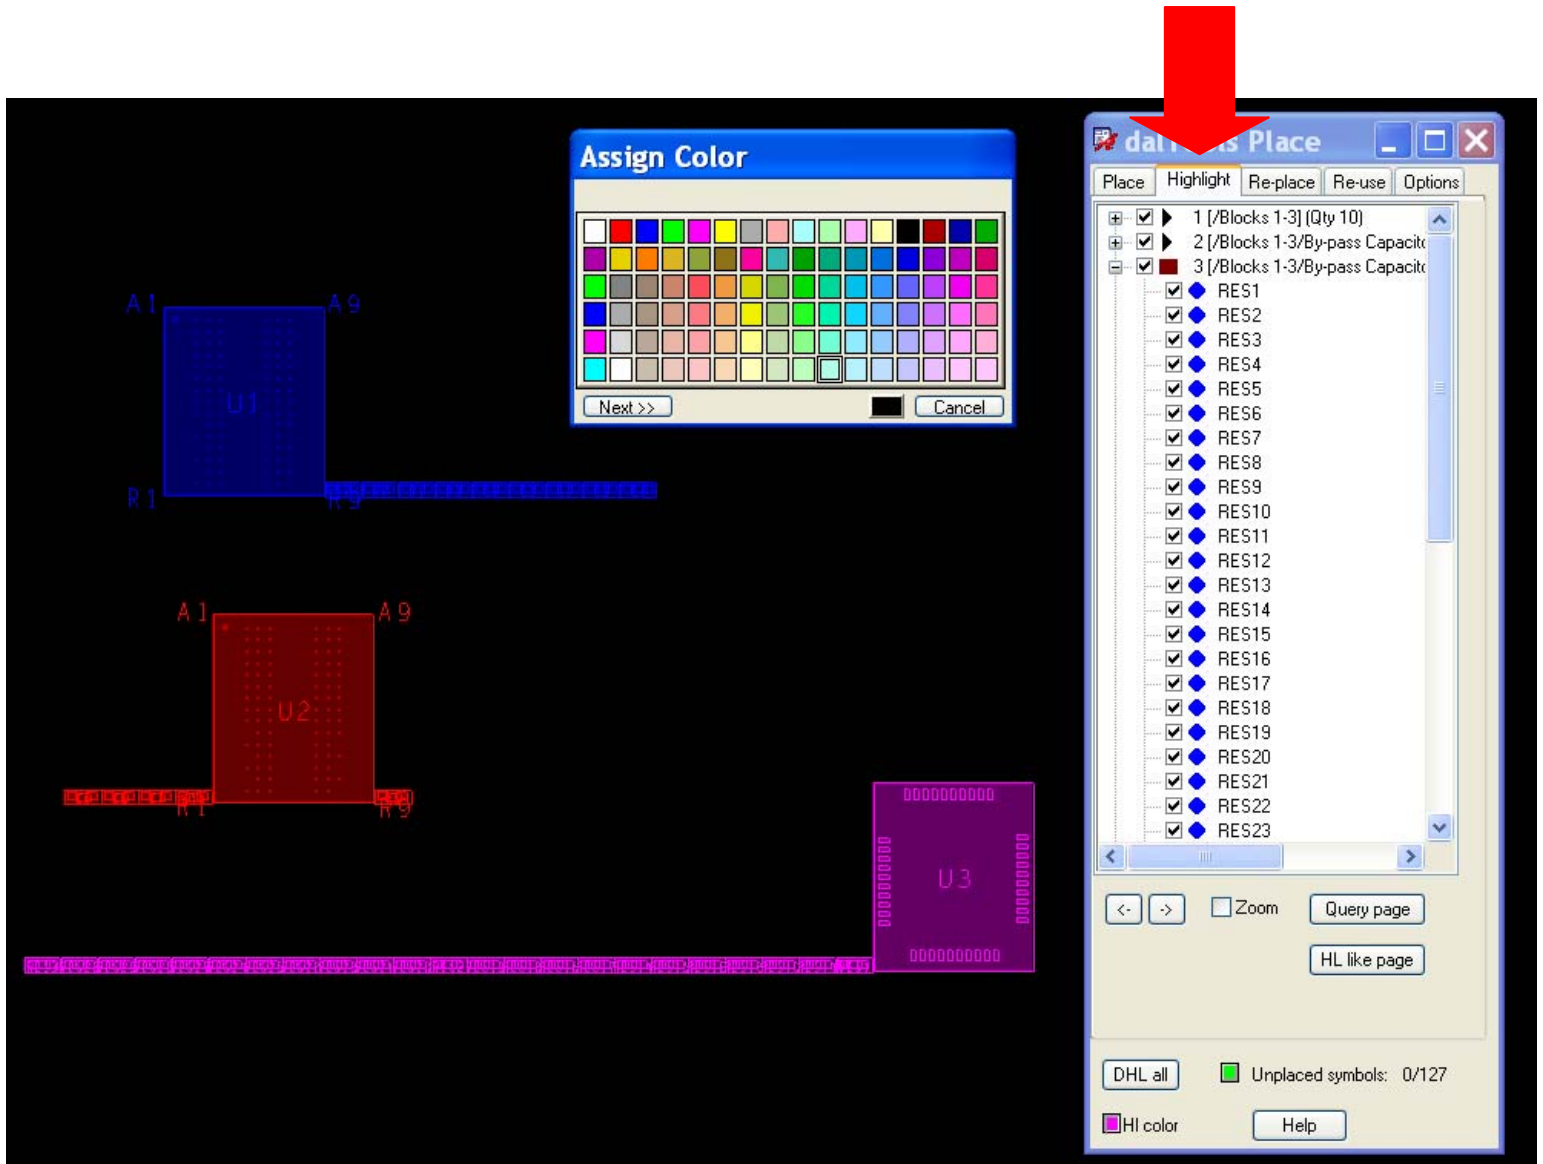 Assign Color
Next >>
Cancel
Place
Place
Highlight
Re-place
Re-use
Options
1 [/Blocks 1-3] (Qty 10)
2 [/Blocks 1-3/By-pass Capacit
3 [/Blocks 1-3/By-pass Capacit
RES1
RES2
RES3
RES4
RES5
RES6
RES7
RES8
RES9
RES10
RES11
RES12
RES13
RES14
RES15
RES16
RES17
RES18
RES19
RES20
RES21
RES22
RES23
<- -> Zoom Query page
HL like page
DHL all Unplaced symbols: 0/127
HI color Help
A1 A9
U1
R1 R9
A1 A9
U2
R1 R9
U3